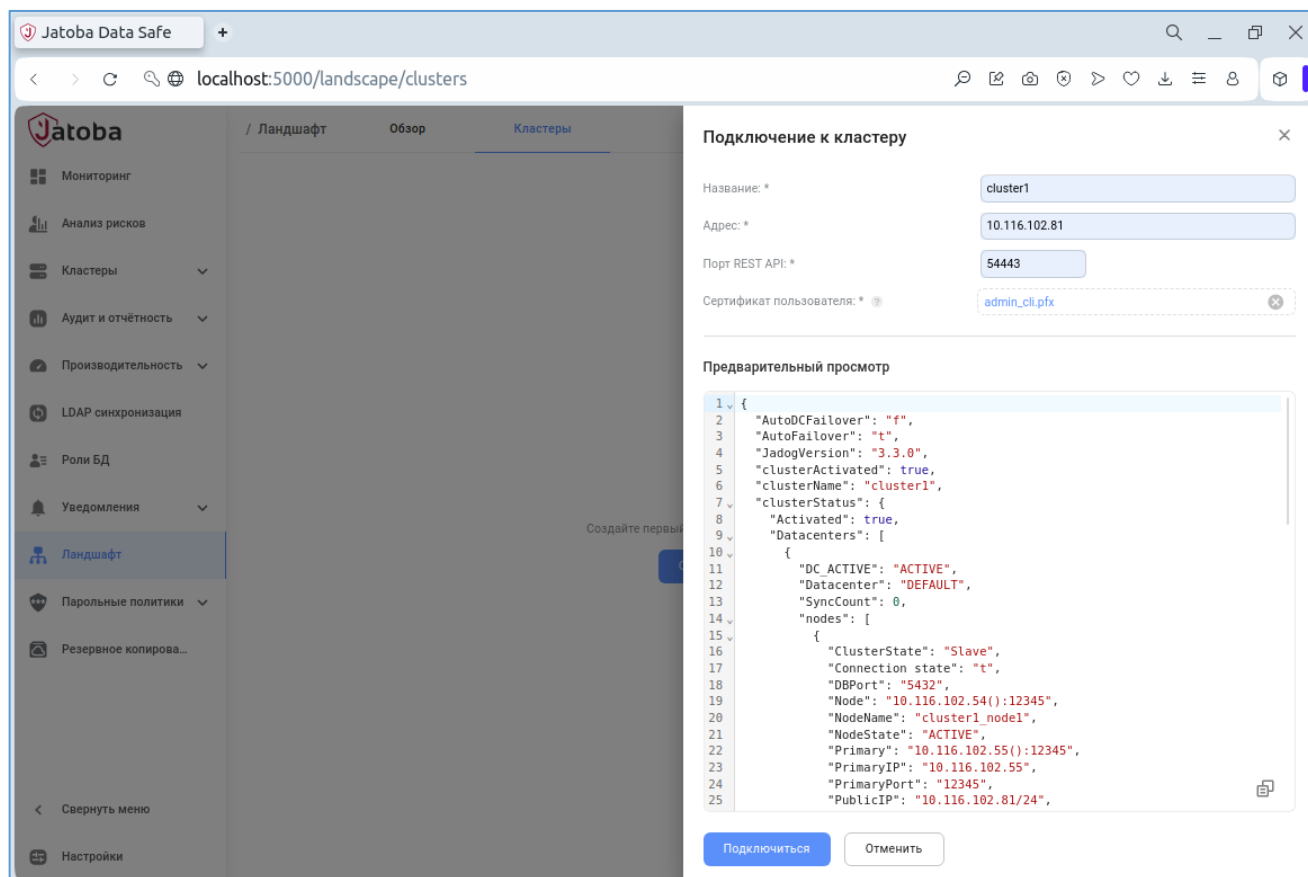 Jatoba Data Safe
localhost:5000/landscape/clusters
Jatoba
Мониторинг
Анализ рисков
Кластеры
Аудит и отчётность
Производительность
LDAP синхронизация
Роли БД
Уведомления
Ландшафт
Парольные политики
Резервное копирова...
Свернуть меню
Настройки
/ Ландшафт Обзор Кластеры
Создайте первый
Подключение к кластеру
Название: * cluster1
Адрес: * 10.116.102.81
Порт REST API: * 54443
Сертификат пользователя: * ? admin_cli.pfx
Предварительный просмотр
1 {
2 "AutoDCFailover": "f",
3 "AutoFailover": "t",
4 "JadogVersion": "3.3.0",
5 "clusterActivated": true,
6 "clusterName": "cluster1",
7 "clusterStatus": {
8 "Activated": true,
9 "Datacenters": [
10 {
11 "DC_ACTIVE": "ACTIVE",
12 "Datacenter": "DEFAULT",
13 "SyncCount": 0,
14 "nodes": [
15 {
16 "ClusterState": "Slave",
17 "Connection state": "t",
18 "DBPort": "5432",
19 "Node": "10.116.102.54():12345",
20 "NodeName": "cluster1_node1",
21 "NodeState": "ACTIVE",
22 "Primary": "10.116.102.55():12345",
23 "PrimaryIP": "10.116.102.55",
24 "PrimaryPort": "12345",
25 "PublicIP": "10.116.102.81/24",
Подключиться
Отменить